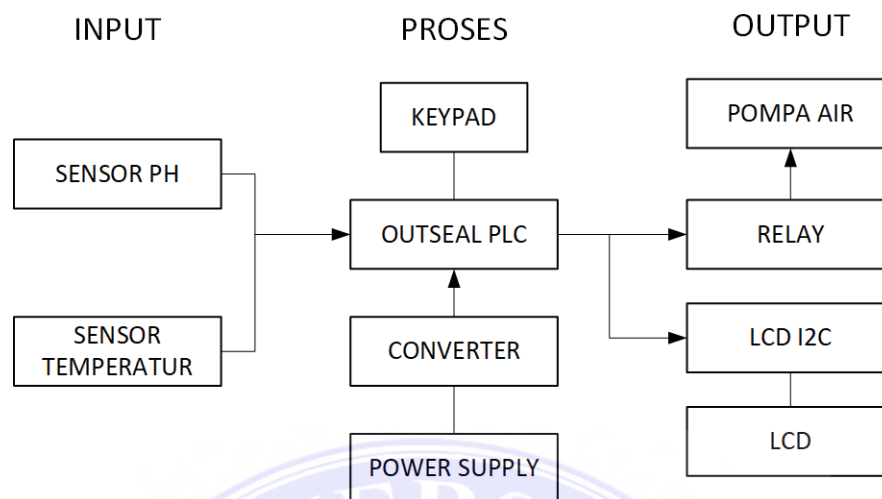 INPUT
PROSES
OUTPUT
KEYPAD
POMPA AIR
SENSOR PH
OUTSEAL PLC
RELAY
SENSOR
TEMPERATUR
CONVERTER
LCD I2C
POWER SUPPLY
LCD